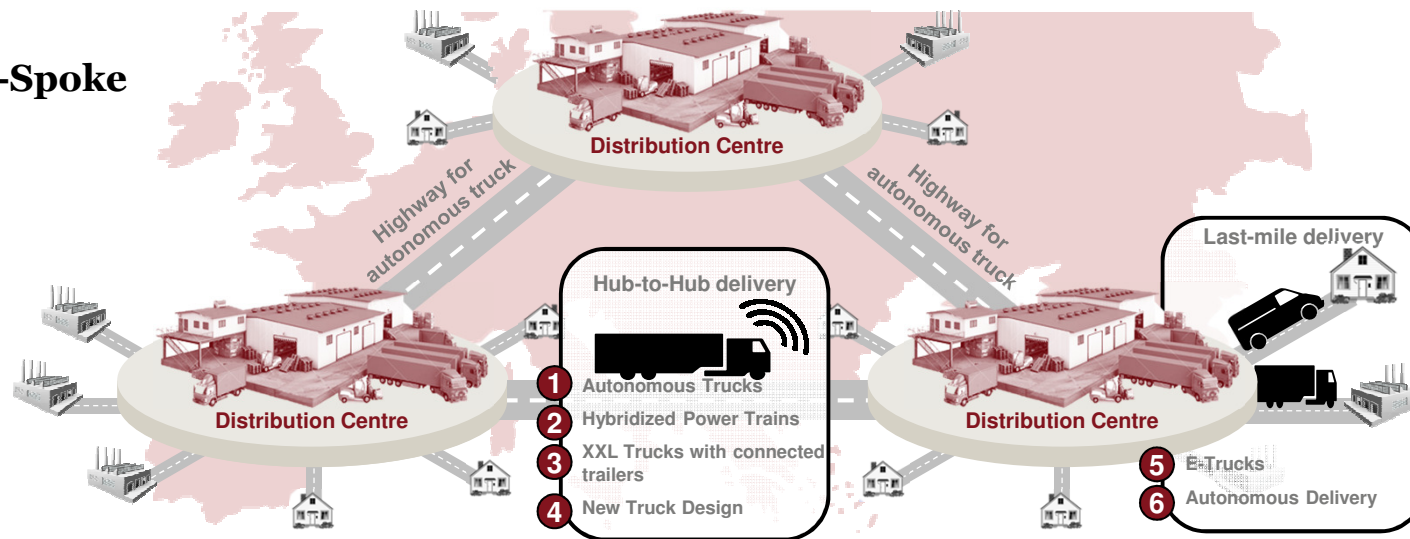 -Spoke
Distribution Centre
Highway for
autonomous truck
Highway for
autonomous truck
Last-mile delivery
Hub-to-Hub delivery
Distribution Centre
Distribution Centre
1 Autonomous Trucks
2 Hybridized Power Trains
3 XXL Trucks with connected
trailers
4 New Truck Design
5 E-Trucks
6 Autonomous Delivery